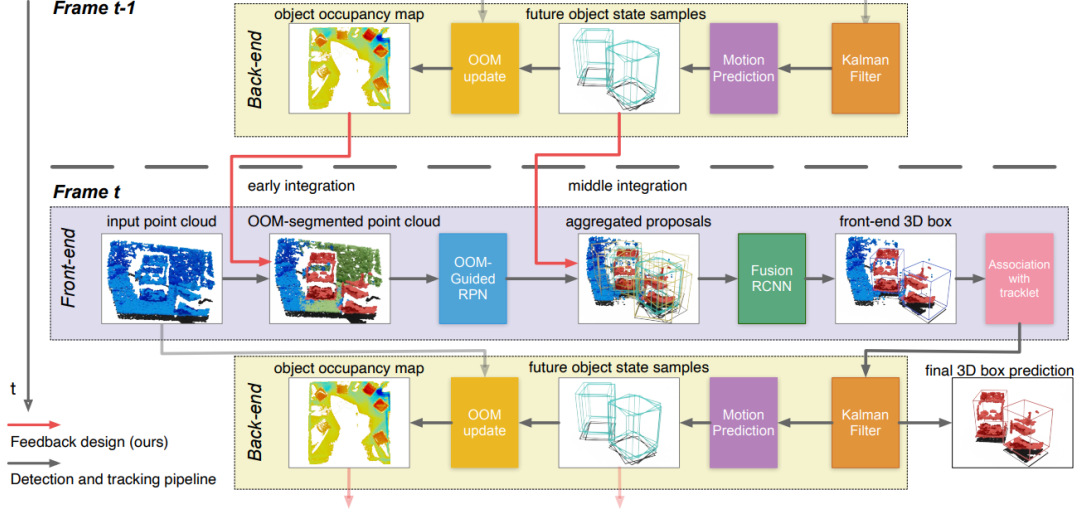 Frame t-1
Back-end
object occupancy map
future object state samples
OOM
update
Motion
Prediction
Kalman
Filter
early integration
middle integration
Frame t
Front-end
input point cloud
OOM-segmented point cloud
aggregated proposals
front-end 3D box
OOM-
Guided
RPN
Fusion
RCNN
Association
with
tracklet
Back-end
object occupancy map
future object state samples
final 3D box prediction
OOM
update
Motion
Prediction
Kalman
Filter
t
Feedback design (ours)
Detection and tracking pipeline